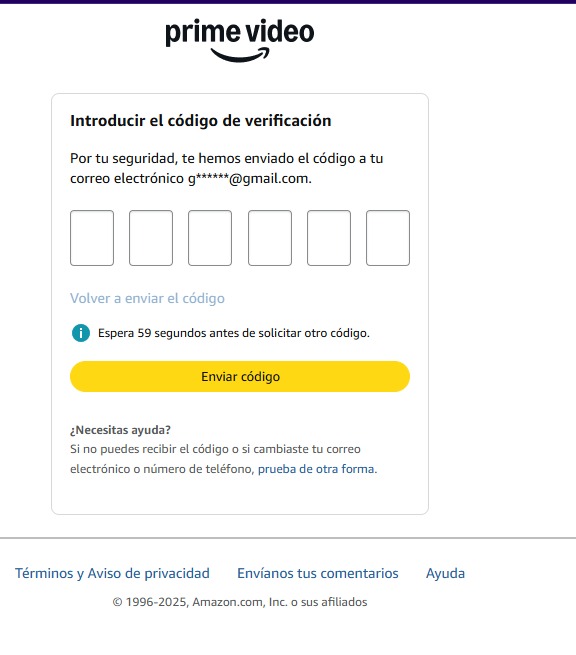 prime video
Introducir el código de verificación
Por tu seguridad, te hemos enviado el código a tu
correo electrónico g******@gmail.com.
Volver a enviar el código
i Espera 59 segundos antes de solicitar otro código.
Enviar código
¿Necesitas ayuda?
Si no puedes recibir el código o si cambiaste tu correo
electrónico o número de teléfono, prueba de otra forma.
Términos y Aviso de privacidad Envíanos tus comentarios Ayuda
© 1996-2025, Amazon.com, Inc. o sus afiliados